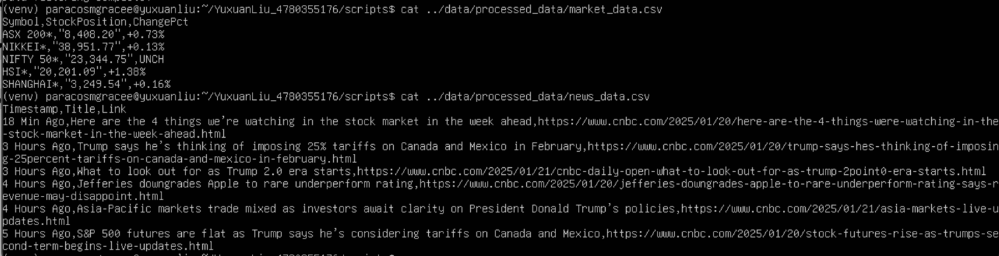 (venv) paracosmgracee@yuxuanliu:~/YuxuanLiu_4780355176/scripts$ cat ../data/processed_data/market_data.csv
Symbol,StockPosition,ChangePct
ASX 200*,"8,408.20",+0.73%
NIKKEI*,"38,951.77",+0.13%
NIFTY 50*,"23,344.75",UNCH
HSI*,"20,201.09",+1.38%
SHANGHAI*,"3,249.54",+0.16%
(venv) paracosmgracee@yuxuanliu:~/YuxuanLiu_4780355176/scripts$ cat ../data/processed_data/news_data.csv
Timestamp,Title,Link
18 Min Ago,Here are the 4 things we’re watching in the stock market in the week ahead,https://www.cnbc.com/2025/01/20/here-are-the-4-things-were-watching-in-the
-stock-market-in-the-week-ahead.html
3 Hours Ago,Trump says he’s thinking of imposing 25% tariffs on Canada and Mexico in February,https://www.cnbc.com/2025/01/20/trump-says-hes-thinking-of-imposin
g-25percent-tariffs-on-canada-and-mexico-in-february.html
3 Hours Ago,What to look out for as Trump 2.0 era starts,https://www.cnbc.com/2025/01/21/cnbc-daily-open-what-to-look-out-for-as-trump-2point0-era-starts.html
4 Hours Ago,Jefferies downgrades Apple to rare underperform rating,https://www.cnbc.com/2025/01/20/jefferies-downgrades-apple-to-rare-underperform-rating-says-r
evenue-may-disappoint.html
4 Hours Ago,Asia-Pacific markets trade mixed as investors await clarity on President Donald Trump’s policies,https://www.cnbc.com/2025/01/21/asia-markets-live-u
pdates.html
5 Hours Ago,S&P 500 futures are flat as Trump says he’s considering tariffs on Canada and Mexico,https://www.cnbc.com/2025/01/20/stock-futures-rise-as-trumps-se
cond-term-begins-live-updates.html